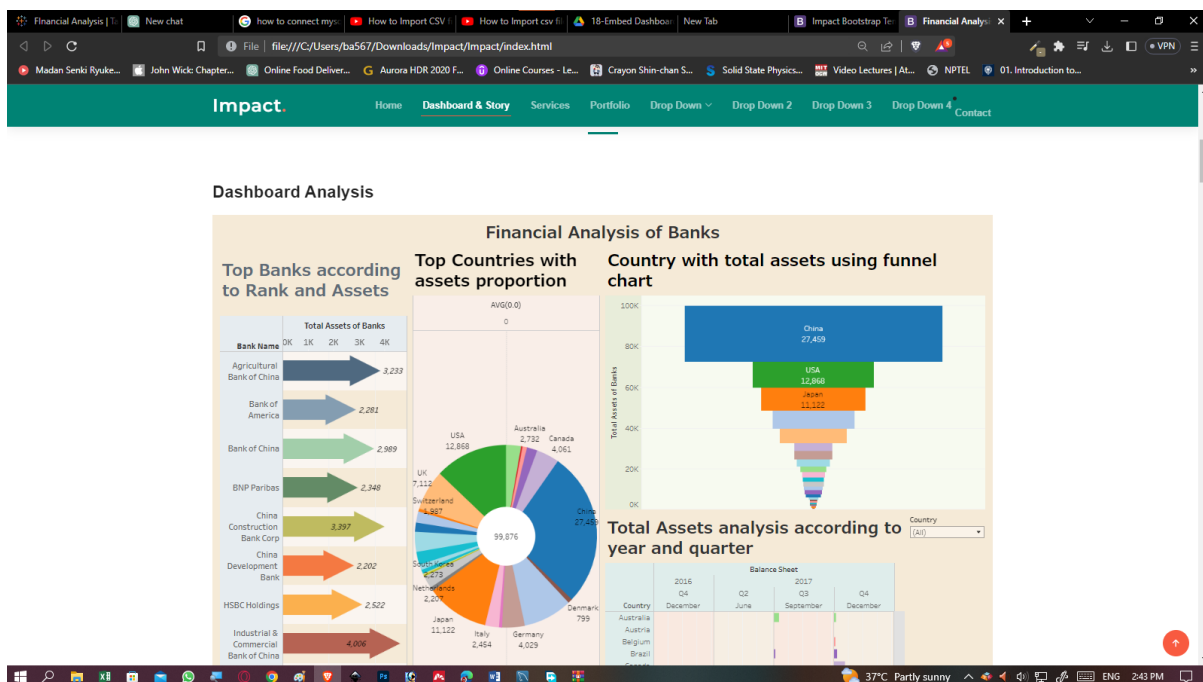 Financial Analysis | Ta
New chat
how to connect mysq
How to Import CSV f
How to Import csv fil
18-Embed Dashboar
New Tab
Impact Bootstrap Te
Financial Analysi
File | file:///C:/Users/ba567/Downloads/Impact/Impact/index.html
VPN
Madan Senki Ryuke...
John Wick: Chapter...
Online Food Deliver...
Aurora HDR 2020 F...
Online Courses - Le...
Crayon Shin-chan S...
Solid State Physics...
Video Lectures | At...
NPTEL
01. Introduction to...
Impact.
Home
Dashboard & Story
Services
Portfolio
Drop Down
Drop Down 2
Drop Down 3
Drop Down 4
Contact
Dashboard Analysis
Financial Analysis of Banks
Top Banks according
to Rank and Assets
Total Assets of Banks
Bank Name
0K 1K 2K 3K 4K
Agricultural
Bank of China
3,233
Bank of
America
2,281
Bank of China
2,989
BNP Paribas
2,348
China
Construction
Bank Corp
3,397
China
Development
Bank
2,202
HSBC Holdings
2,522
Industrial &
Commercial
Bank of China
4,006
Top Countries with
assets proportion
AVG(0.0)
0
USA
12,868
Australia
2,732
Canada
4,061
UK
7,112
Switzerland
1,987
China
27,459
99,876
South Korea
2,273
Netherlands
2,207
Japan
11,122
Italy
2,454
Germany
4,029
Denmark
799
Country with total assets using funnel
chart
Total Assets of Banks
100K
80K
60K
40K
20K
0K
China
27,459
USA
12,868
Japan
11,122
Total Assets analysis according to
year and quarter
Country
(All)
Balance Sheet
2016 2017
Q4 Q2 Q3 Q4
Country December June September December
Australia
Austria
Belgium
Brazil
37°C Partly sunny
ENG
2:43 PM